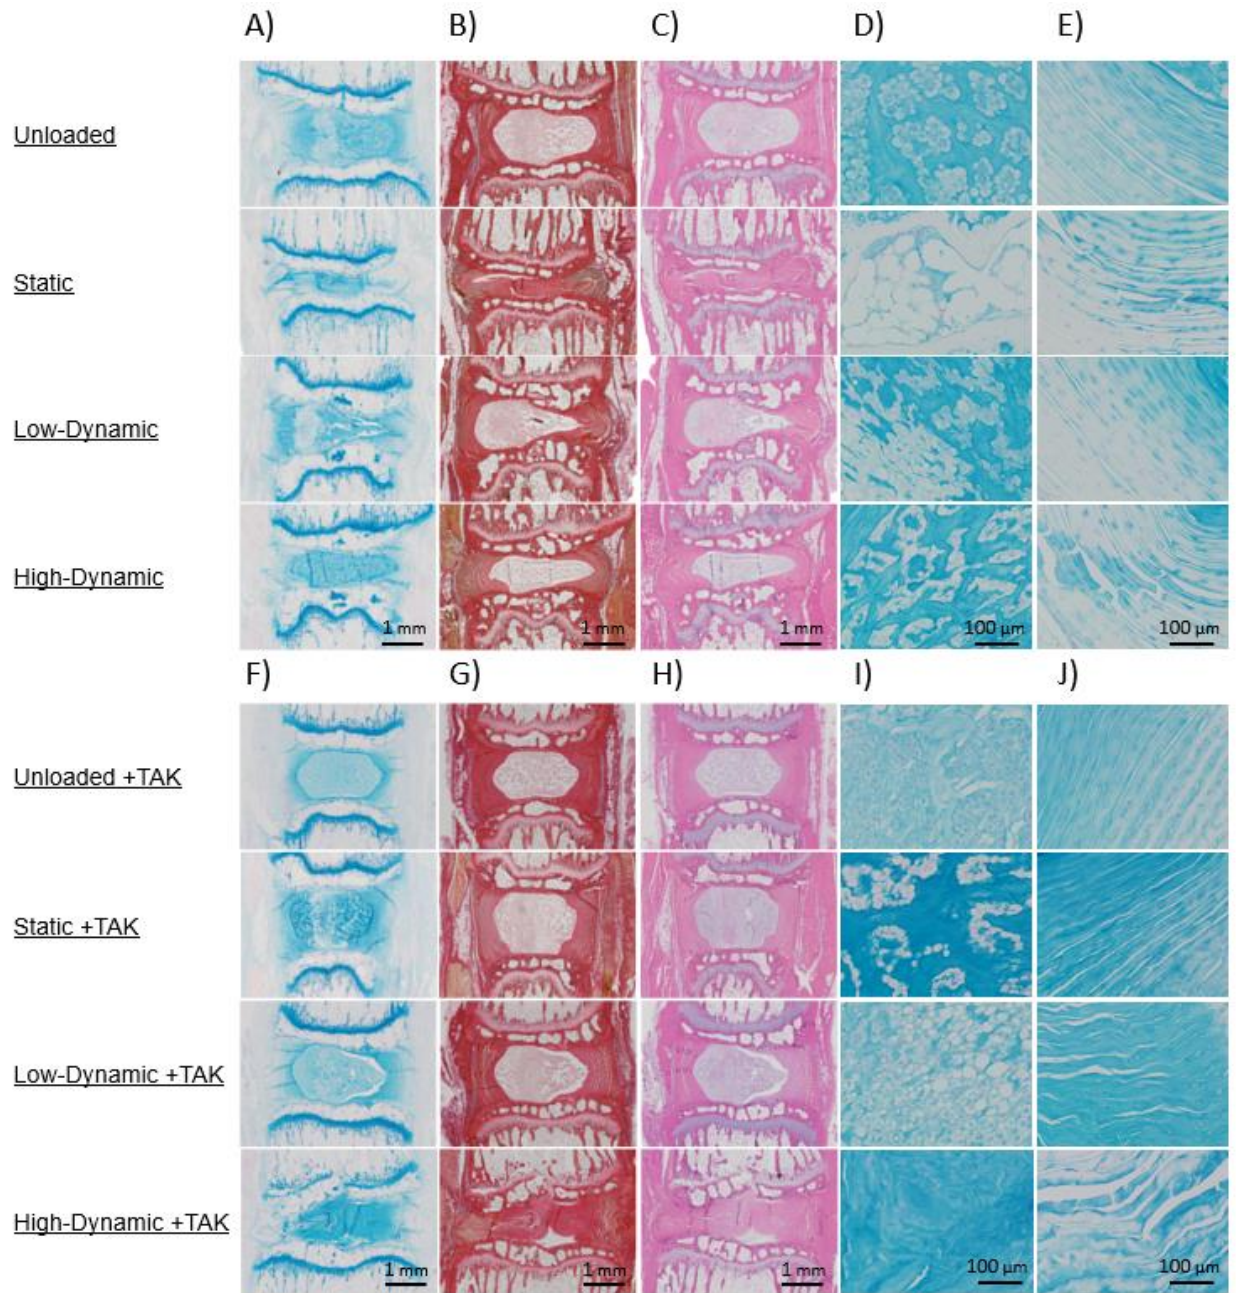 A) B) C) D) E)
Unloaded
Static
Low-Dynamic
High-Dynamic
1 mm 1 mm 1 mm 100 µm 100 µm
F) G) H) I) J)
Unloaded +TAK
Static +TAK
Low-Dynamic +TAK
High-Dynamic +TAK
1 mm 1 mm 1 mm 100 µm 100 µm